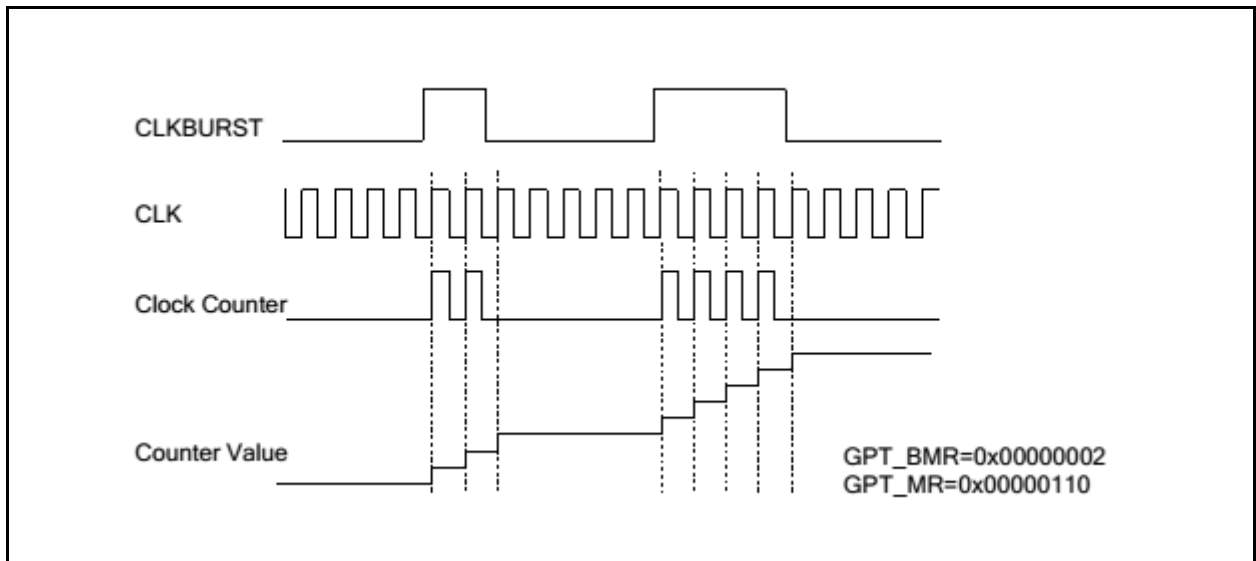 CLKBURST
CLK
Clock Counter
Counter Value
GPT_BMR=0x00000002
GPT_MR=0x00000110